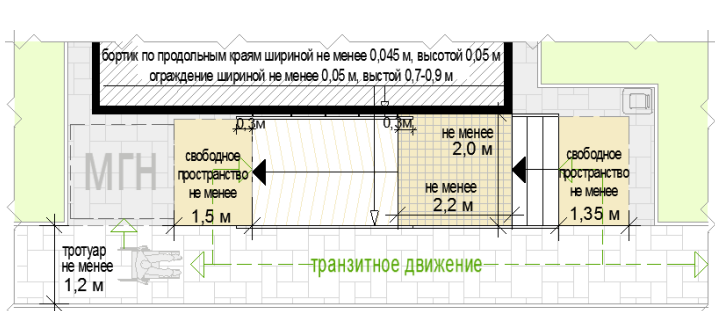 бортик по продольным краям шириной не менее 0,045 м, высотой 0,05 м
ограждение шириной не менее 0,05 м, выстой 0,7-0,9 м
0,3м
0,3м
МГН
свободное
пространство
не менее
1,5 м
не менее
2,0 м
не менее
2,2 м
свободное
пространство
не менее
1,35 м
тротуар
не менее
1,2 м
транзитное движение